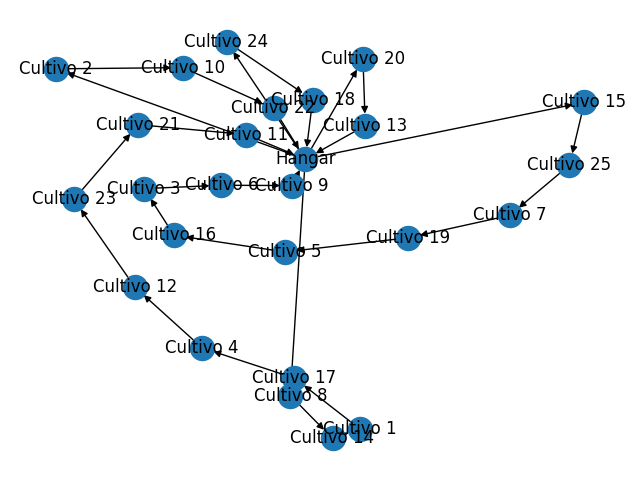 Cultivo 24
Cultivo 20
Cultivo 2
Cultivo 10
Cultivo 18
Cultivo 15
Cultivo 22
Cultivo 21
Cultivo 13
Cultivo 11
Hangar
Cultivo 25
Cultivo 3
Cultivo 6
Cultivo 9
Cultivo 23
Cultivo 7
Cultivo 16
Cultivo 19
Cultivo 5
Cultivo 12
Cultivo 4
Cultivo 17
Cultivo 8
Cultivo 1
Cultivo 14